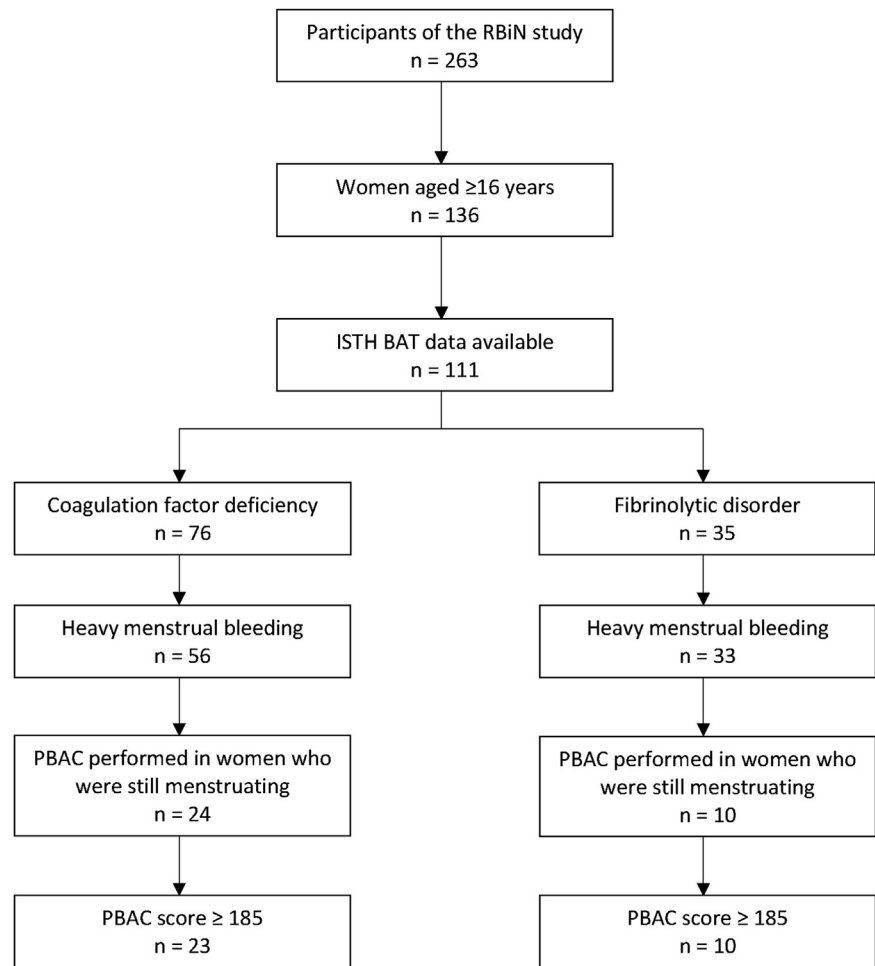 Participants of the RBiN study
n = 263
Women aged ≥16 years
n = 136
ISTH BAT data available
n = 111
Coagulation factor deficiency
n = 76
Fibrinolytic disorder
n = 35
Heavy menstrual bleeding
n = 56
Heavy menstrual bleeding
n = 33
PBAC performed in women who
were still menstruating
n = 24
PBAC performed in women who
were still menstruating
n = 10
PBAC score ≥ 185
n = 23
PBAC score ≥ 185
n = 10